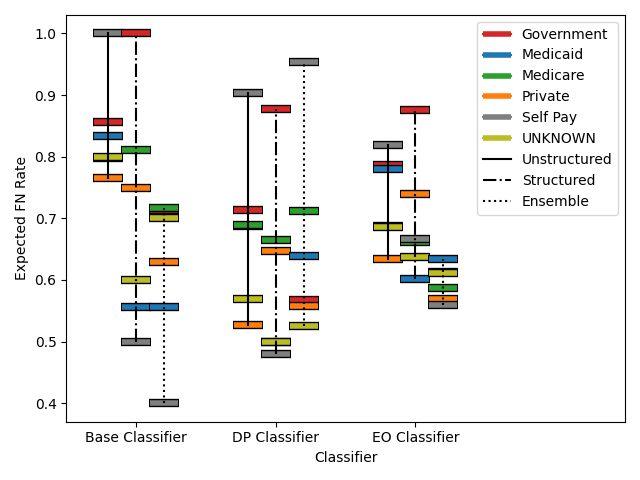 1.0
0.9
0.8
0.7
0.6
0.5
0.4
Expected FN Rate
Base Classifier
DP Classifier
EO Classifier
Classifier
Government
Medicaid
Medicare
Private
Self Pay
UNKNOWN
Unstructured
Structured
Ensemble